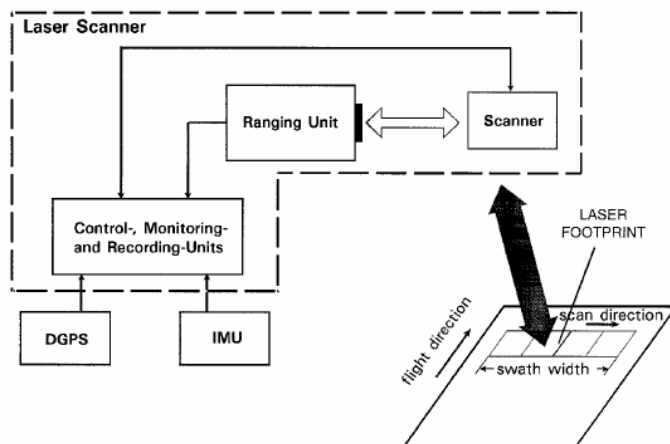 Laser Scanner
Ranging Unit
Scanner
Control-, Monitoring-
and Recording-Units
DGPS
IMU
LASER
FOOTPRINT
scan direction
flight direction
swath width